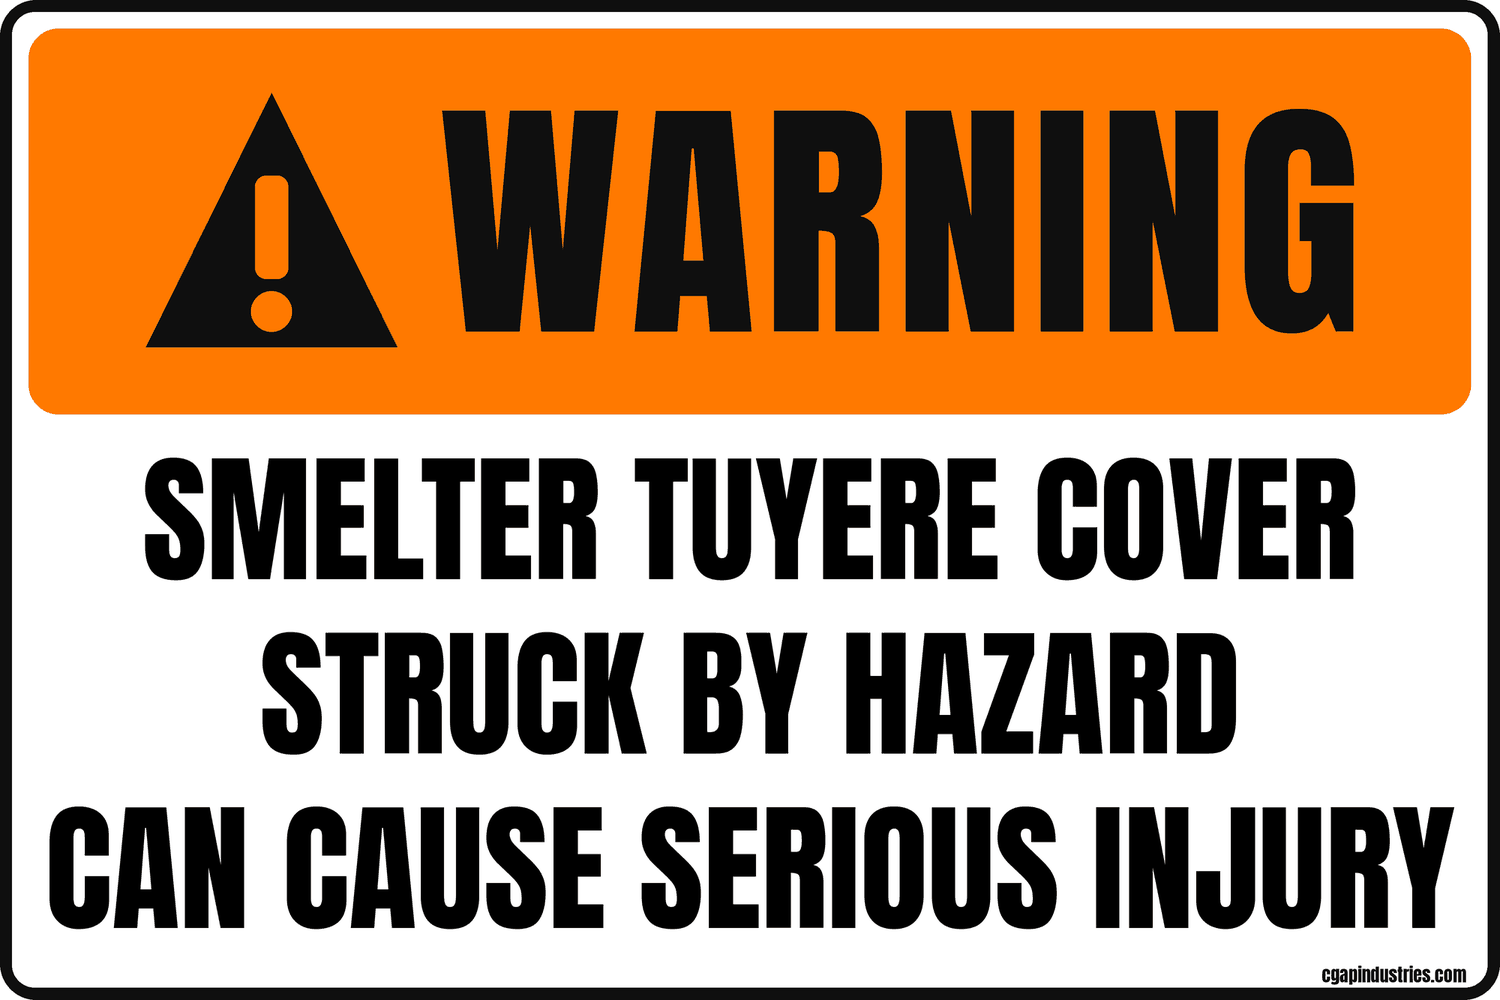 WARNING
SMELTER TUYERE COVER
STRUCK BY HAZARD
CAN CAUSE SERIOUS INJURY
cgapindustries.com